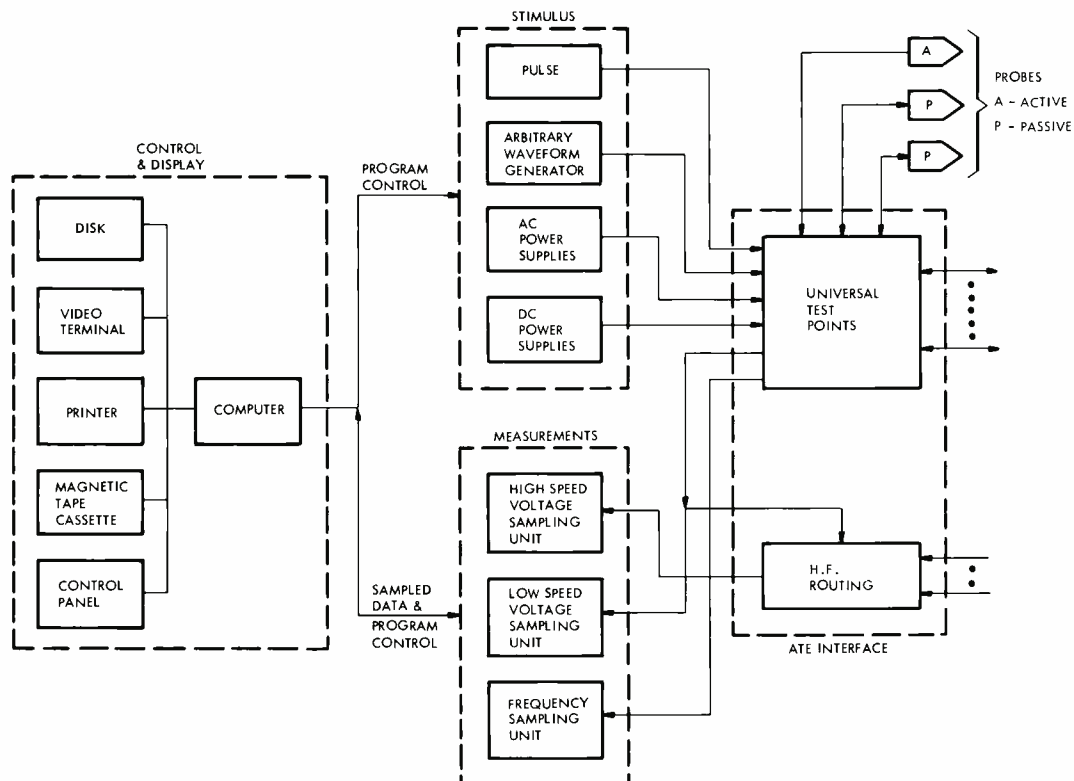 CONTROL
& DISPLAY
DISK
VIDEO
TERMINAL
PRINTER
MAGNETIC
TAPE
CASSETTE
CONTROL
PANEL
COMPUTER
PROGRAM
CONTROL
SAMPLED
DATA &
PROGRAM
CONTROL
STIMULUS
PULSE
ARBITRARY
WAVEFORM
GENERATOR
AC
POWER
SUPPLIES
DC
POWER
SUPPLIES
MEASUREMENTS
HIGH SPEED
VOLTAGE
SAMPLING
UNIT
LOW SPEED
VOLTAGE
SAMPLING
UNIT
FREQUENCY
SAMPLING
UNIT
A
P
P
PROBES
A - ACTIVE
P - PASSIVE
UNIVERSAL
TEST
POINTS
H.F.
ROUTING
ATE INTERFACE